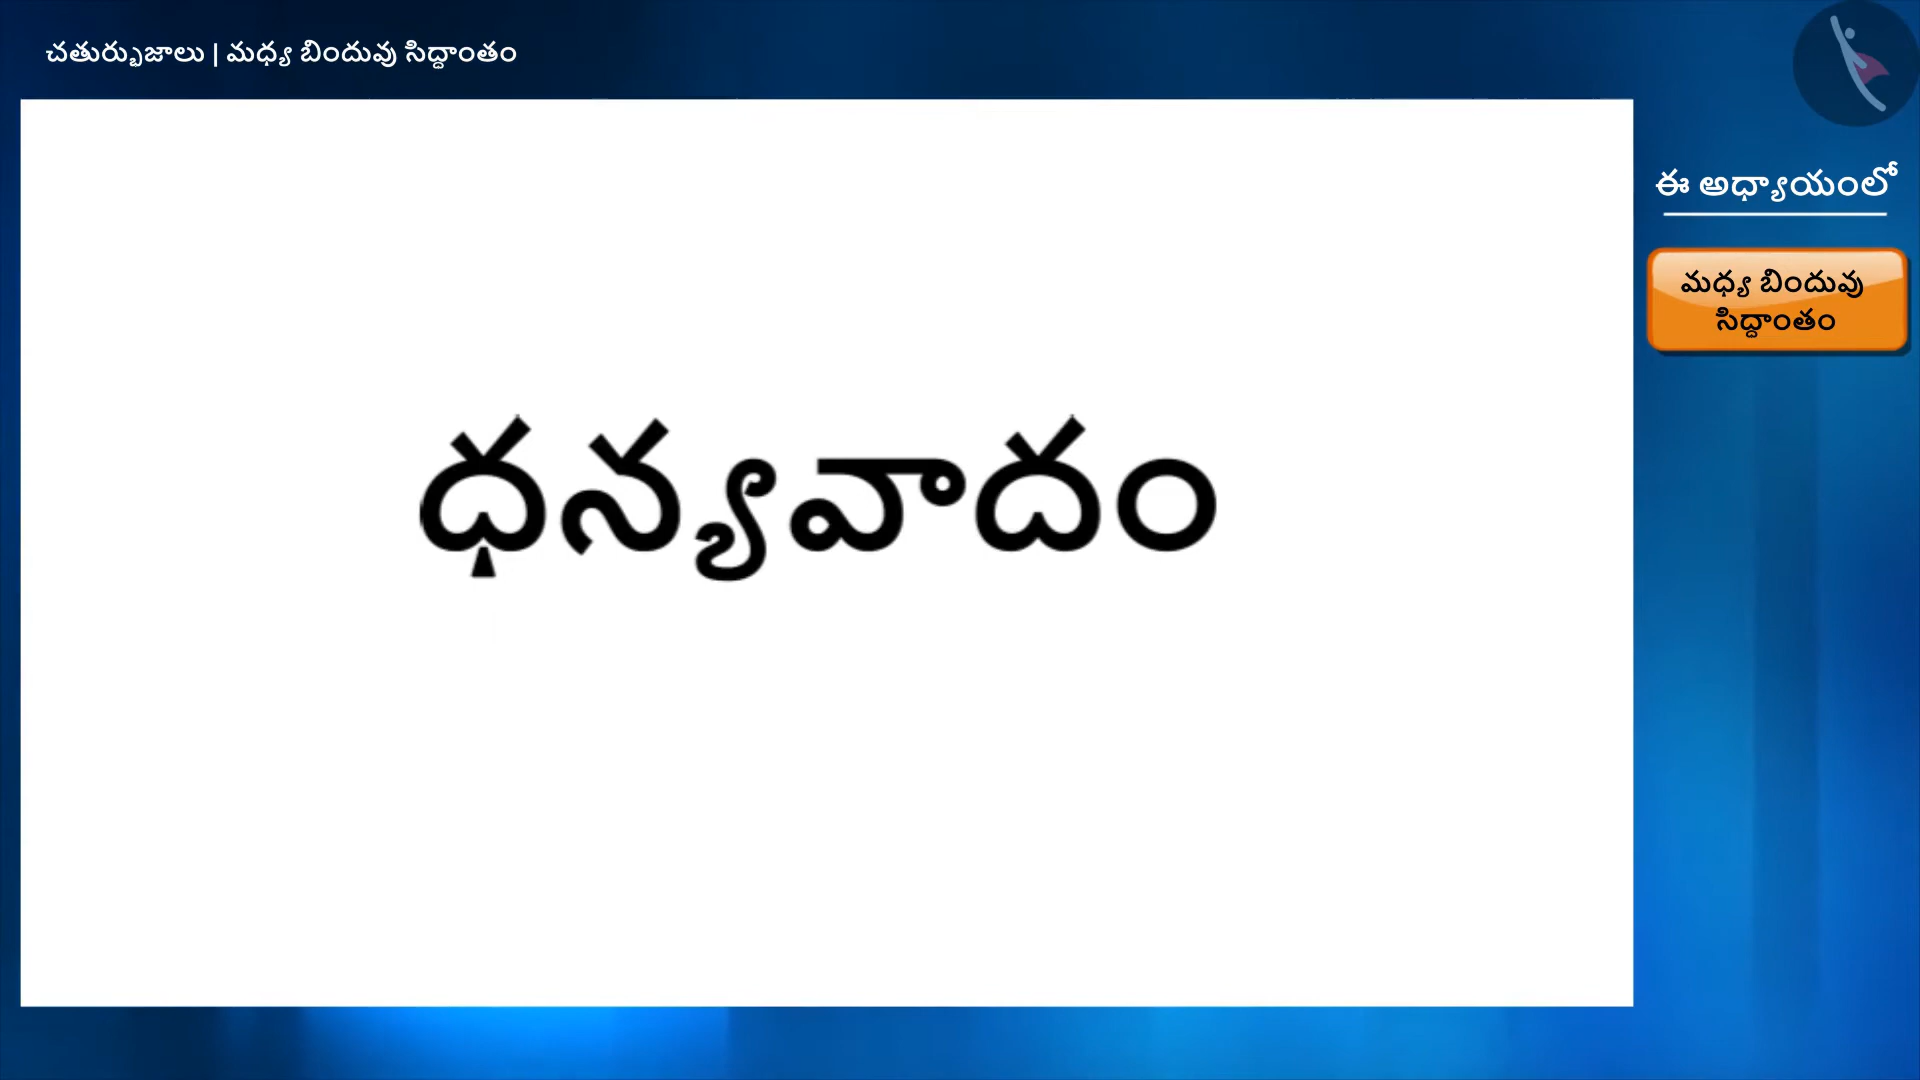 చతుర్భుజాలు | మధ్య బిందువు సిద్ధాంతం
ఈ అధ్యాయంలో
మధ్య బిందువు
సిద్ధాంతం
ధన్యవాదం